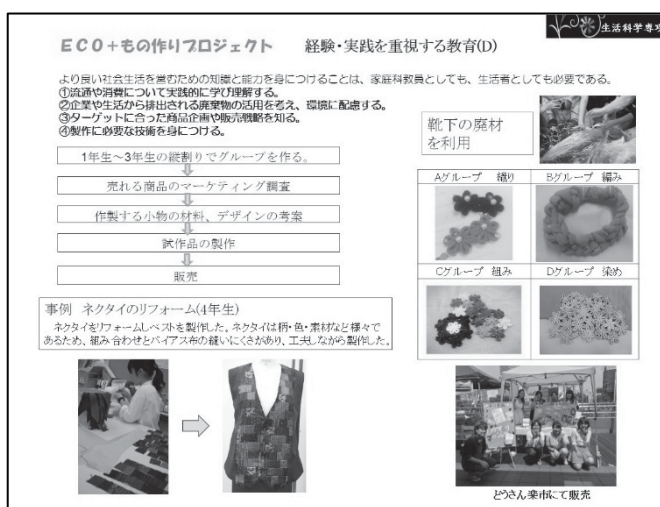 生活科学専攻
ECO+もの作りプロジェクト 経験・実践を重視する教育(D)
より良い社会生活を営むための知識と能力を身につけることは、家庭科教員としても、生活者としても必要である。
①流通や消費について実践的に学び理解する。
②企業や生活から排出される廃棄物の活用を考え、環境に配慮する。
③ターゲットに合った商品企画や販売戦略を知る。
④製作に必要な技術を身につける。
1年生～3年生の縦割りでグループを作る。
売れる商品のマーケティング調査
作製する小物の材料、デザインの考案
試作品の製作
販売
事例 ネクタイのリフォーム(4年生)
ネクタイをリフォームしベストを製作した。ネクタイは柄・色・素材など様々で
あるため、組み合わせとバイアス布の縫いにくさがあり、工夫しながら製作した。
靴下の廃材
を利用
Aグループ 織り
Bグループ 編み
Cグループ 組み
Dグループ 染め
どうさん楽市にて販売